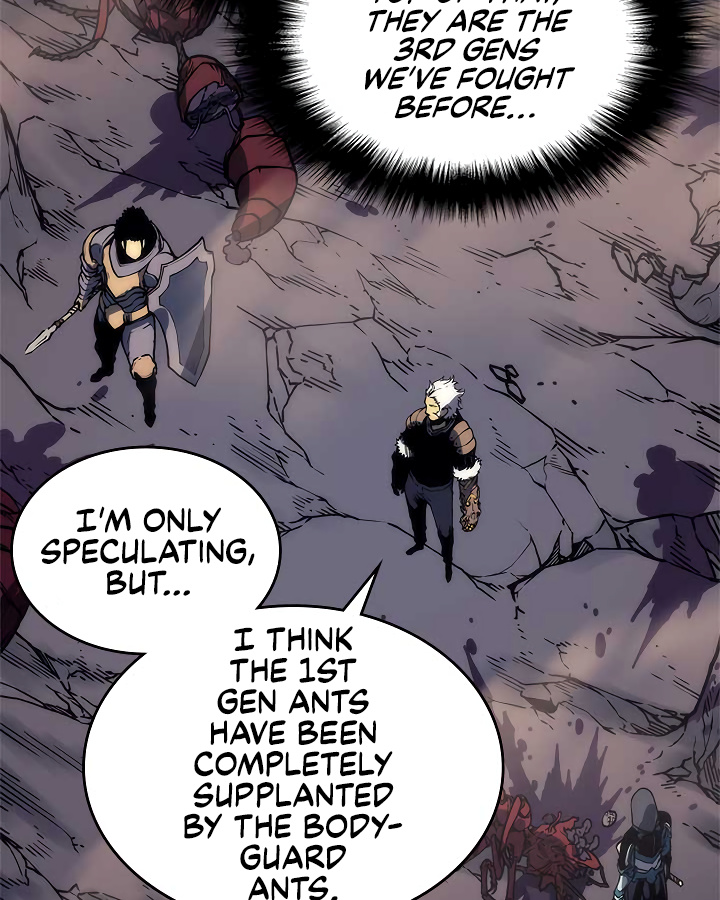 THEY ARE THE
3RD GENS
WE'VE FOUGHT
BEFORE...
I'M ONLY
SPECULATING,
BUT...
I THINK
THE 1ST
GEN ANTS
HAVE BEEN
COMPLETELY
SUPPLANTED
BY THE BODY-
GUARD
ANTS.